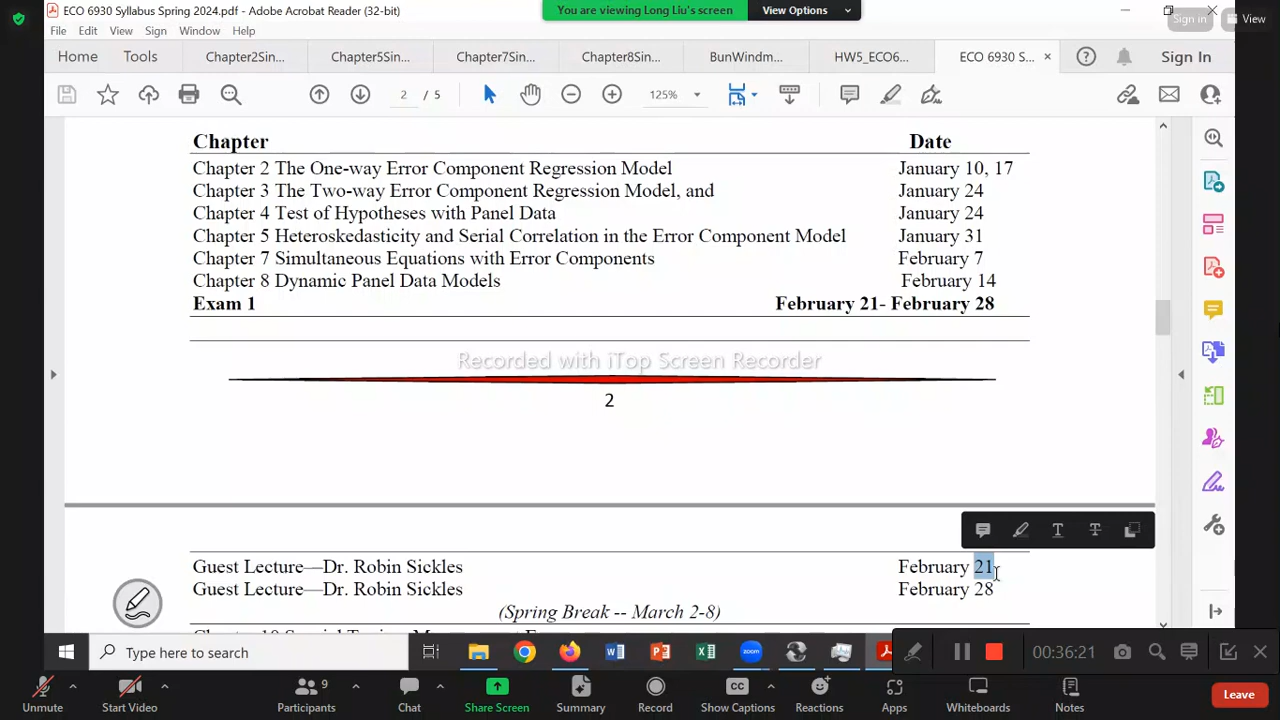 ECO 6930 Syllabus Spring 2024.pdf - Adobe Acrobat Reader (32-bit)
You are viewing Long Liu's screen
View Options
Sign in
View
File Edit View Sign Window Help
Home Tools Chapter2Sin... Chapter5Sin... Chapter7Sin... Chapter8Sin... BunWindm... HW5_ECO6... ECO 6930 S... Sign In
2 / 5 125%
Chapter Date
Chapter 2 The One-way Error Component Regression Model January 10, 17
Chapter 3 The Two-way Error Component Regression Model, and January 24
Chapter 4 Test of Hypotheses with Panel Data January 24
Chapter 5 Heteroskedasticity and Serial Correlation in the Error Component Model January 31
Chapter 7 Simultaneous Equations with Error Components February 7
Chapter 8 Dynamic Panel Data Models February 14
Exam 1 February 21- February 28
Recorded with iTop Screen Recorder
2
Guest Lecture—Dr. Robin Sickles February 21
Guest Lecture—Dr. Robin Sickles February 28
(Spring Break -- March 2-8)
Type here to search
00:36:21
9
Unmute Start Video Participants Chat Share Screen Summary Record Show Captions Reactions Apps Whiteboards Notes Leave